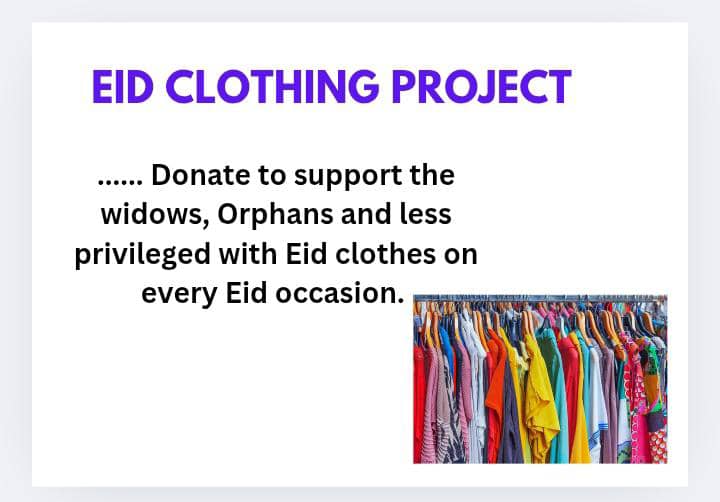 EID CLOTHING PROJECT
...... Donate to support the
widows, Orphans and less
privileged with Eid clothes on
every Eid occasion.